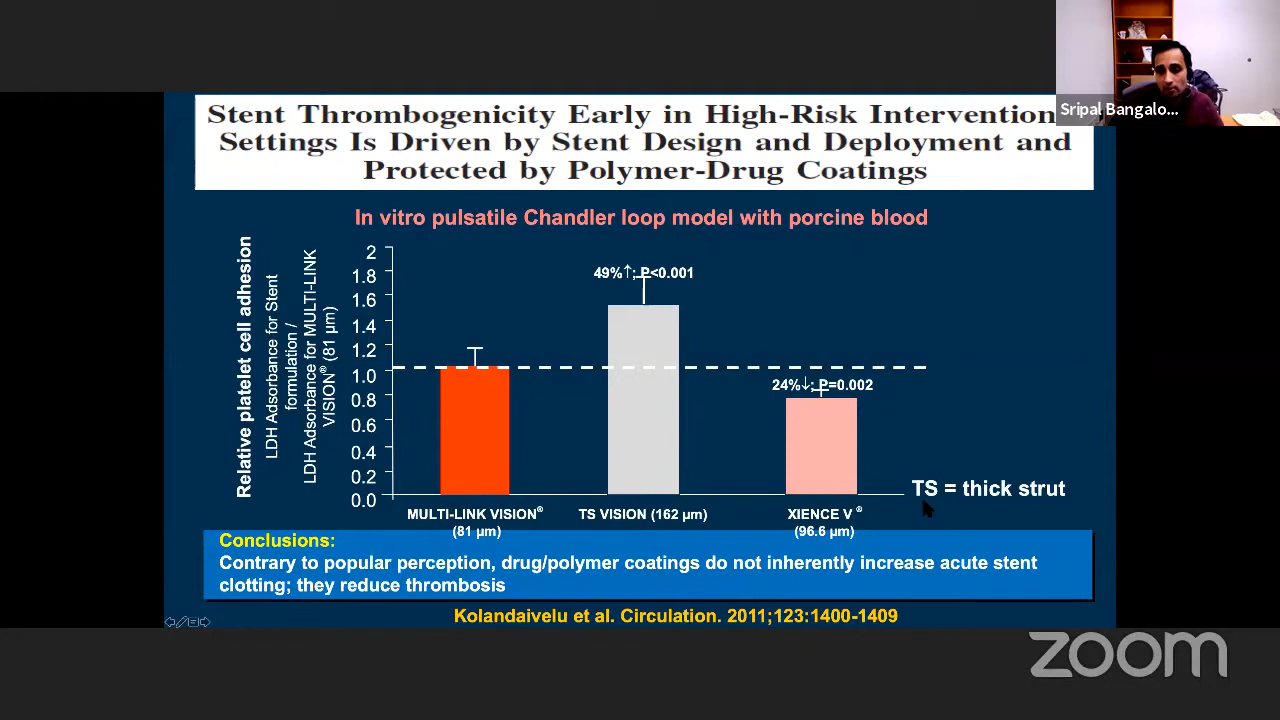 Sripal Bangalo...
Stent Thrombogenicity Early in High-Risk Intervention
Settings Is Driven by Stent Design and Deployment and
Protected by Polymer-Drug Coatings
In vitro pulsatile Chandler loop model with porcine blood
Relative platelet cell adhesion
LDH Adsorbance for Stent
formulation /
LDH Adsorbance for MULTI-LINK
VISION® (81 µm)
2
1.8
1.6
1.4
1.2
1.0
0.8
0.6
0.4
0.2
0.0
49%↑; P<0.001
24%↓; P=0.002
TS = thick strut
MULTI-LINK VISION®
(81 µm)
TS VISION (162 µm)
XIENCE V ®
(96.6 µm)
Conclusions:
Contrary to popular perception, drug/polymer coatings do not inherently increase acute stent
clotting; they reduce thrombosis
Kolandaivelu et al. Circulation. 2011;123:1400-1409
zoom